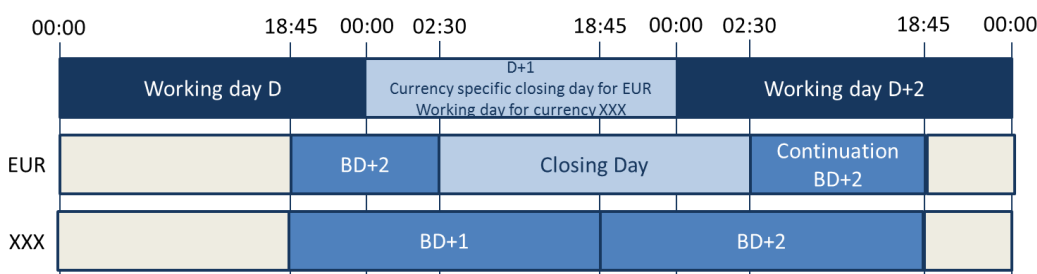 00:00 18:45 00:00 02:30 18:45 00:00 02:30 18:45 00:00
Working day D
D+1
Currency specific closing day for EUR
Working day for currency XXX
Working day D+2
EUR
BD+2
Closing Day
Continuation
BD+2
XXX
BD+1
BD+2